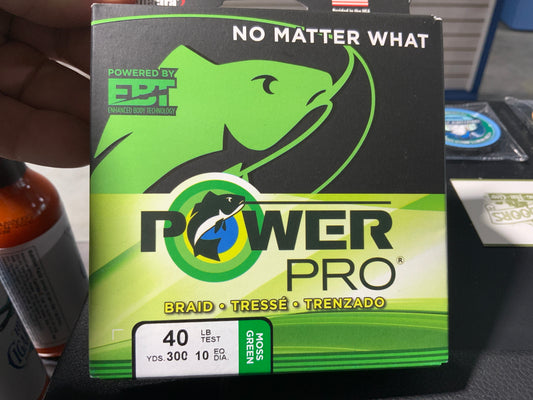 NO MATTER WHAT
POWERED BY
EBT
ENHANCED BODY TECHNOLOGY
POWER
PRO®
BRAID • TRESSÉ • TRENZADO
40 LB TEST
YDS. 300 10 EQ DIA.
MOSS GREEN